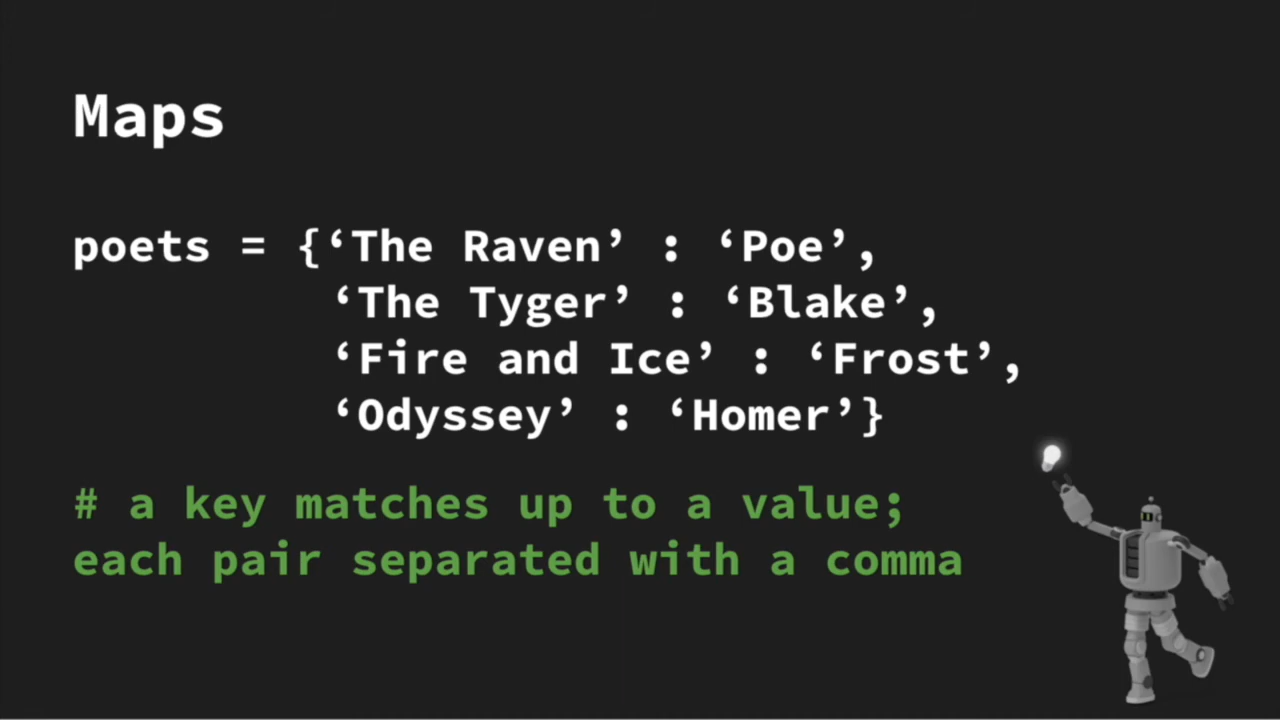 Maps
poets = {‘The Raven’ : ‘Poe’,
‘The Tyger’ : ‘Blake’,
‘Fire and Ice’ : ‘Frost’,
‘Odyssey’ : ‘Homer’}
# a key matches up to a value;
each pair separated with a comma